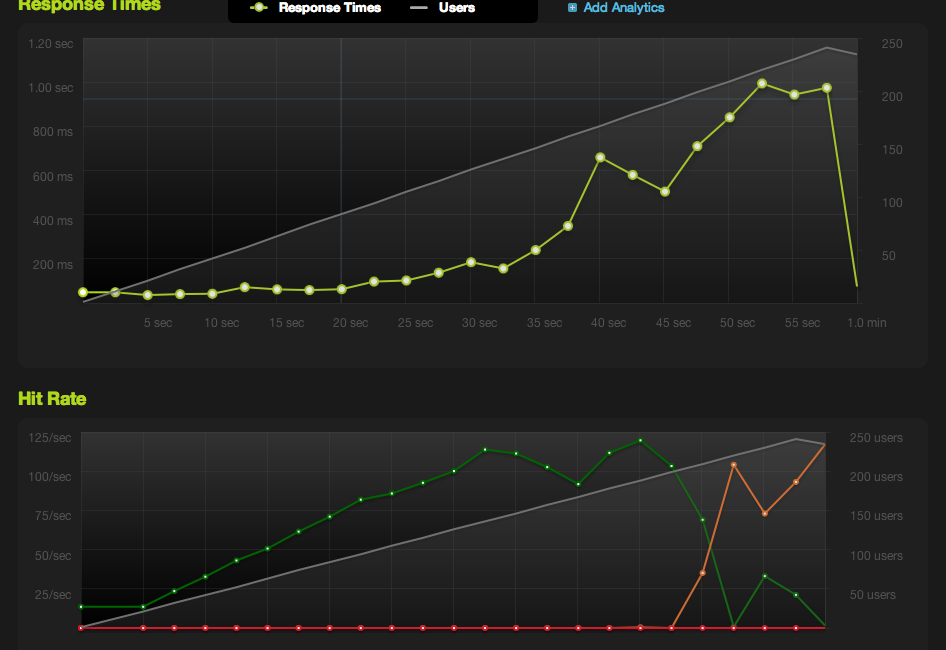 Response Times
Response Times Users Add Analytics
1.20 sec 250
1.00 sec 200
800 ms
600 ms 150
400 ms 100
200 ms 50
5 sec 10 sec 15 sec 20 sec 25 sec 30 sec 35 sec 40 sec 45 sec 50 sec 55 sec 1.0 min
Hit Rate
125/sec 250 users
100/sec 200 users
75/sec 150 users
50/sec 100 users
25/sec 50 users